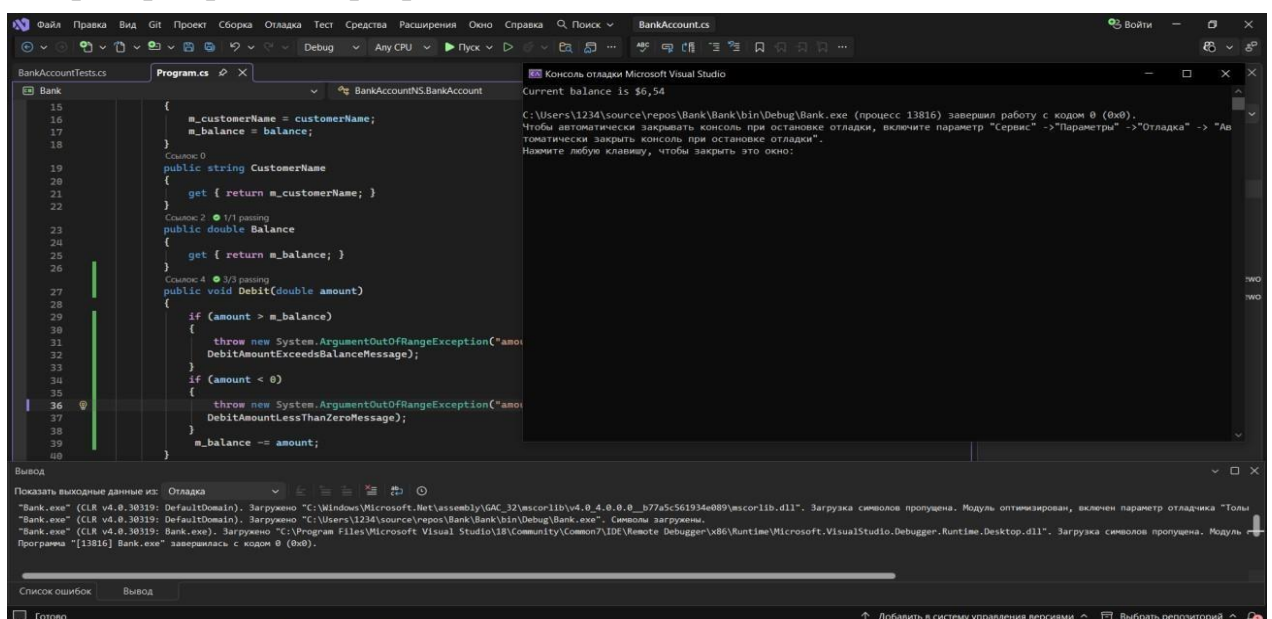 Файл Правка Вид Git Проект Сборка Отладка Тест Средства Расширения Окно Справка Поиск BankAccount.cs Войти
Debug Any CPU Пуск
BankAccountTests.cs Program.cs
Bank BankAccountNS.BankAccount
15 {
16 m_customerName = customerName;
17 m_balance = balance;
18 }
Ссылок: 0
19 public string CustomerName
20 {
21 get { return m_customerName; }
22 }
Ссылок: 2 1/1 passing
23 public double Balance
24 {
25 get { return m_balance; }
26 }
Ссылок: 4 3/3 passing
27 public void Debit(double amount)
28 {
29 if (amount > m_balance)
30 {
31 throw new System.ArgumentOutOfRangeException("amou
32 DebitAmountExceedsBalanceMessage);
33 }
34 if (amount < 0)
35 {
36 throw new System.ArgumentOutOfRangeException("amou
37 DebitAmountLessThanZeroMessage);
38 }
39 m_balance -= amount;
40 }
Консоль отладки Microsoft Visual Studio
Current balance is $6,54
C:\Users\1234\source\repos\Bank\Bank\bin\Debug\Bank.exe (процесс 13816) завершил работу с кодом 0 (0x0).
Чтобы автоматически закрывать консоль при остановке отладки, включите параметр "Сервис" ->"Параметры" ->"Отладка" -> "Ав
томатически закрыть консоль при остановке отладки".
Нажмите любую клавишу, чтобы закрыть это окно:
Вывод
Показать выходные данные из: Отладка
"Bank.exe" (CLR v4.0.30319: DefaultDomain). Загружено "C:\Windows\Microsoft.Net\assembly\GAC_32\mscorlib\v4.0_4.0.0.0__b77a5c561934e089\mscorlib.dll". Загрузка символов пропущена. Модуль оптимизирован, включен параметр отладчика "Толы
"Bank.exe" (CLR v4.0.30319: DefaultDomain). Загружено "C:\Users\1234\source\repos\Bank\Bank\bin\Debug\Bank.exe". Символы загружены.
"Bank.exe" (CLR v4.0.30319: Bank.exe). Загружено "C:\Program Files\Microsoft Visual Studio\18\Community\Common7\IDE\Remote Debugger\x86\Runtime\Microsoft.VisualStudio.Debugger.Runtime.Desktop.dll". Загрузка символов пропущена. Модуль
Программа "[13816] Bank.exe" завершилась с кодом 0 (0x0).
Список ошибок Вывод
Готово Добавить в систему управления версиями Выбрать репозиторий